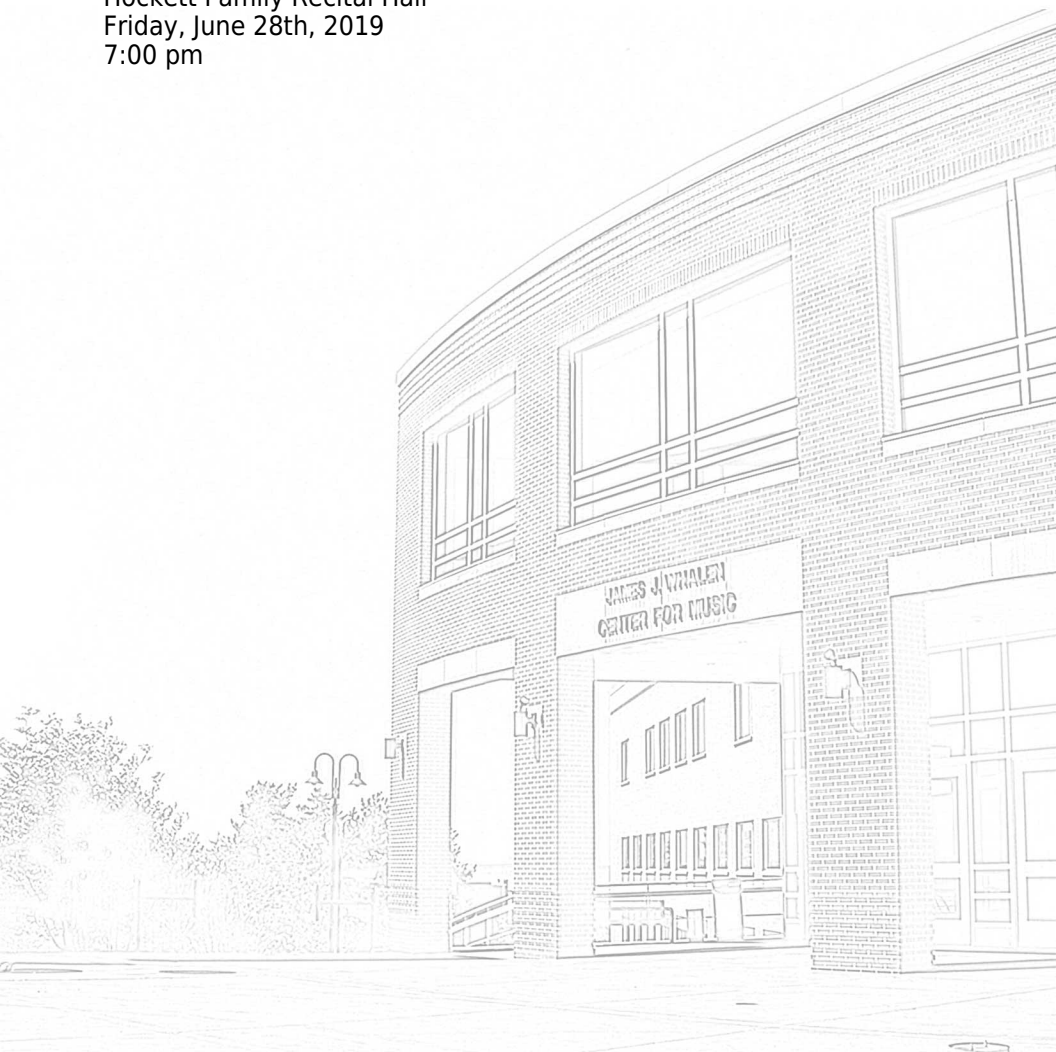 Hockett Family Recital Hall
Friday, June 28th, 2019
7:00 pm
JAMES J. WHALEN
CENTER FOR MUSIC